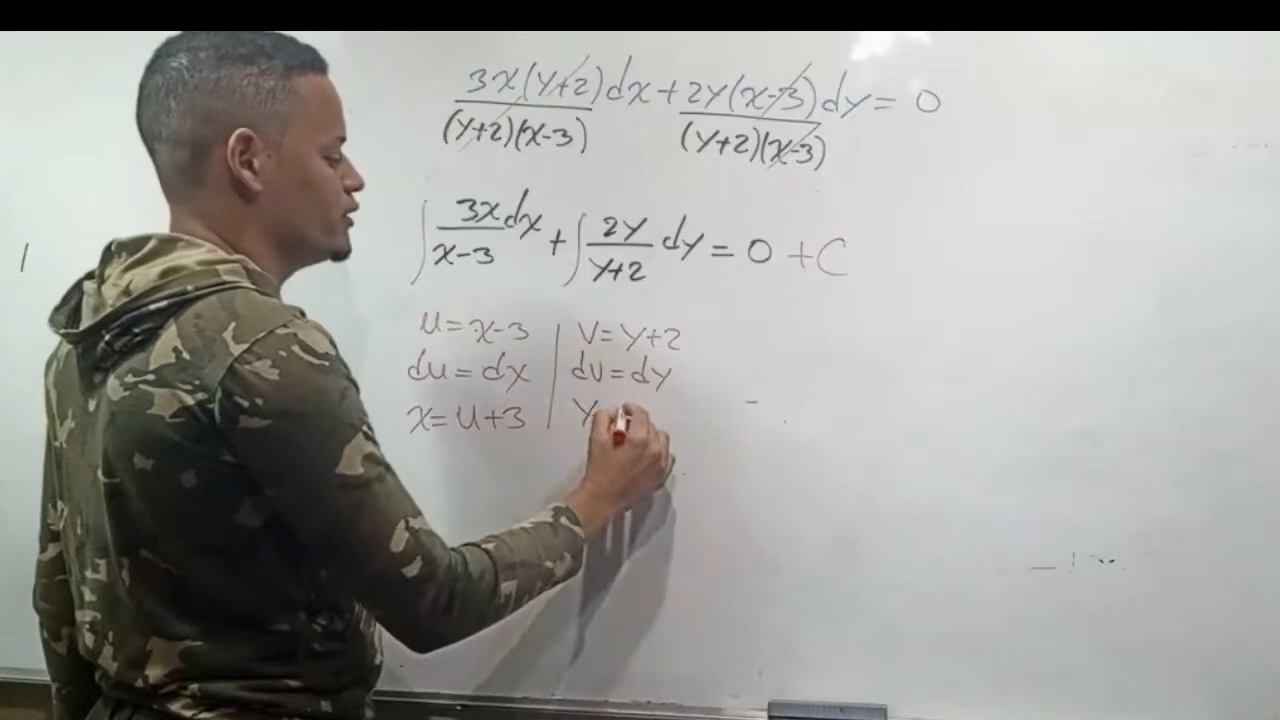 3x(y+2)dx + 2y(x-3)dy = 0
(y+2)(x-3) (y+2)(x-3)
∫ 3x/x-3 dx + ∫ 2y/y+2 dy = 0 + C
u = x-3 | v = y+2
du = dx | dv = dy
x = u+3 | y